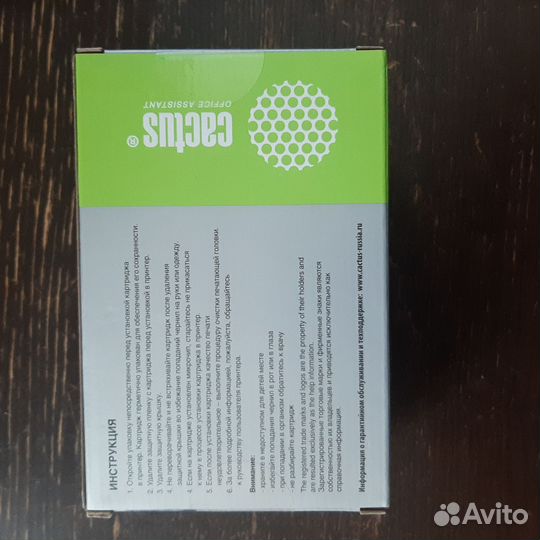 cactus®
OFFICE ASSISTANT
ИНСТРУКЦИЯ
1. Откройте упаковку непосредственно перед установкой картриджа
в принтер. Картридж герметично упакован для обеспечения его сохранности.
2. Удалите защитную пленку с картриджа перед установкой в принтер.
3. Удалите защитную крышку.
4. Не переворачивайте и не встряхивайте картридж после удаления
защитной крышки во избежание попаданий чернил на руки или одежду.
4. Если на картридже установлен микрочип, старайтесь не прикасаться
к нему в процессе установки картриджа в принтер.
5. Если после установки картриджа качество печати
неудовлетворительное - выполните процедуру очистки печатающей головки.
6. За более подробной информацией, пожалуйста, обращайтесь
к руководству пользователя принтера.
Внимание:
· храните в недоступном для детей месте
· избегайте попадания чернил в рот или в глаза
· при попадании в организм обратитесь к врачу
· не разбирайте картридж
The registered trade marks and logos are the property of their holders and
are resulted exclusively as the help information.
Зарегистрированные торговые марки и фирменные знаки являются
собственностью их владельцев и приводятся исключительно как
справочная информация.
Информация о гарантийном обслуживании и техподдержке: www.cactus-russia.ru
Avito